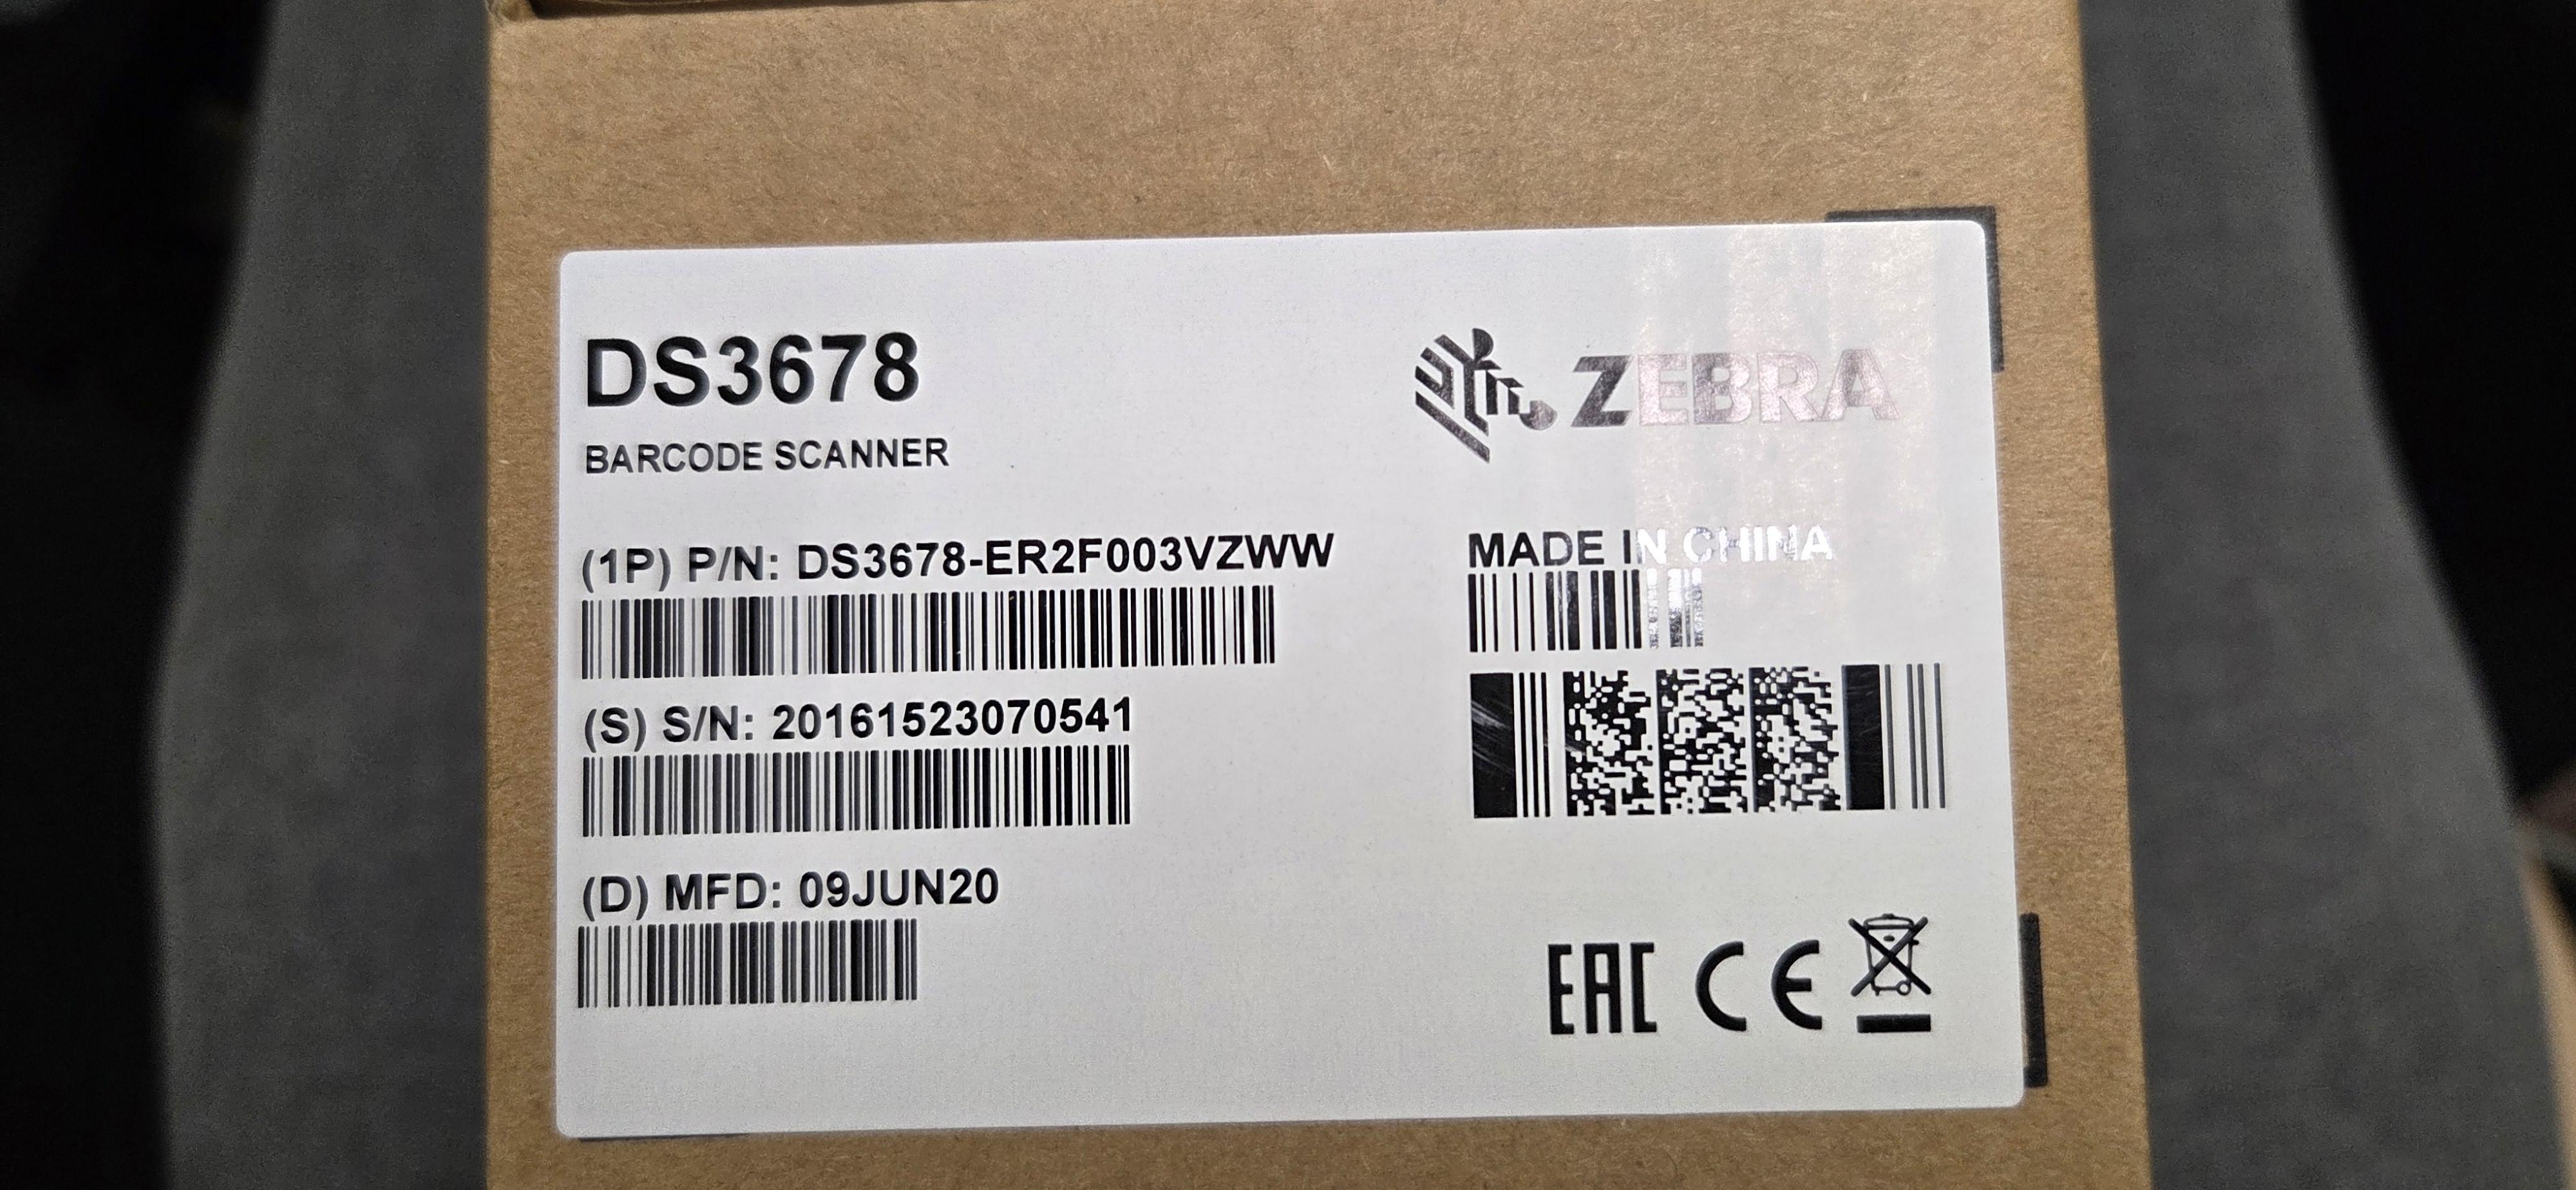 DS3678
BARCODE SCANNER
ZEBRA
(1P) P/N: DS3678-ER2F003VZWW
MADE IN CHINA
(S) S/N: 20161523070541
(D) MFD: 09JUN20
EAC CE